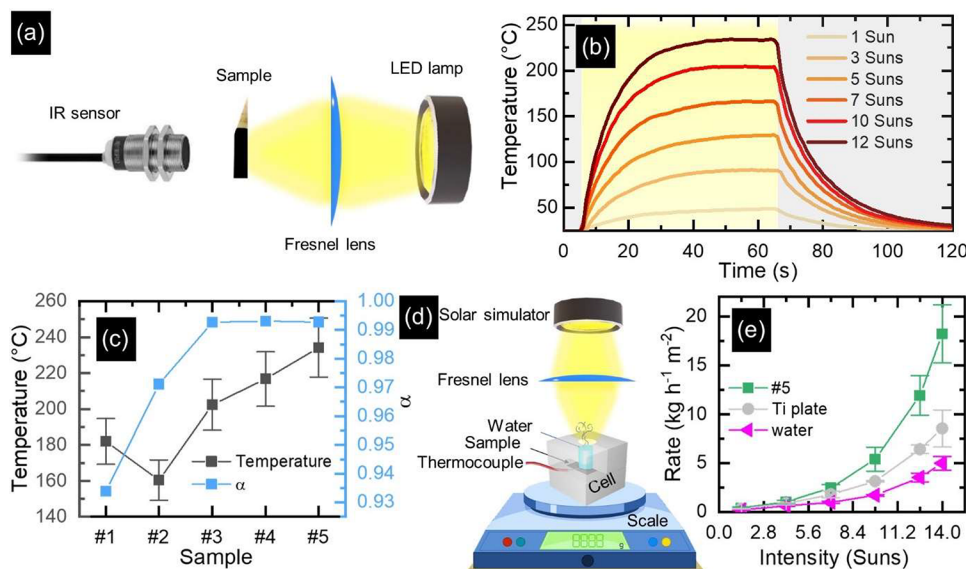 (a)
Sample
LED lamp
IR sensor
Fresnel lens
(b)
Temperature (°C)
250
200
150
100
50
0 20 40 60 80 100 120
Time (s)
1 Sun
3 Suns
5 Suns
7 Suns
10 Suns
12 Suns
(c)
Temperature (°C)
260
240
220
200
180
160
140
#1 #2 #3 #4 #5
Sample
Temperature
α
1.00
0.99
0.98
0.97
0.96
0.95
0.94
0.93
α
(d)
Solar simulator
Fresnel lens
Water
Sample
Thermocouple
Cell
Scale
8888
g
(e)
Rate (kg h⁻¹ m⁻²)
20
15
10
5
0
0.0 2.8 5.6 8.4 11.2 14.0
Intensity (Suns)
#5
Ti plate
water